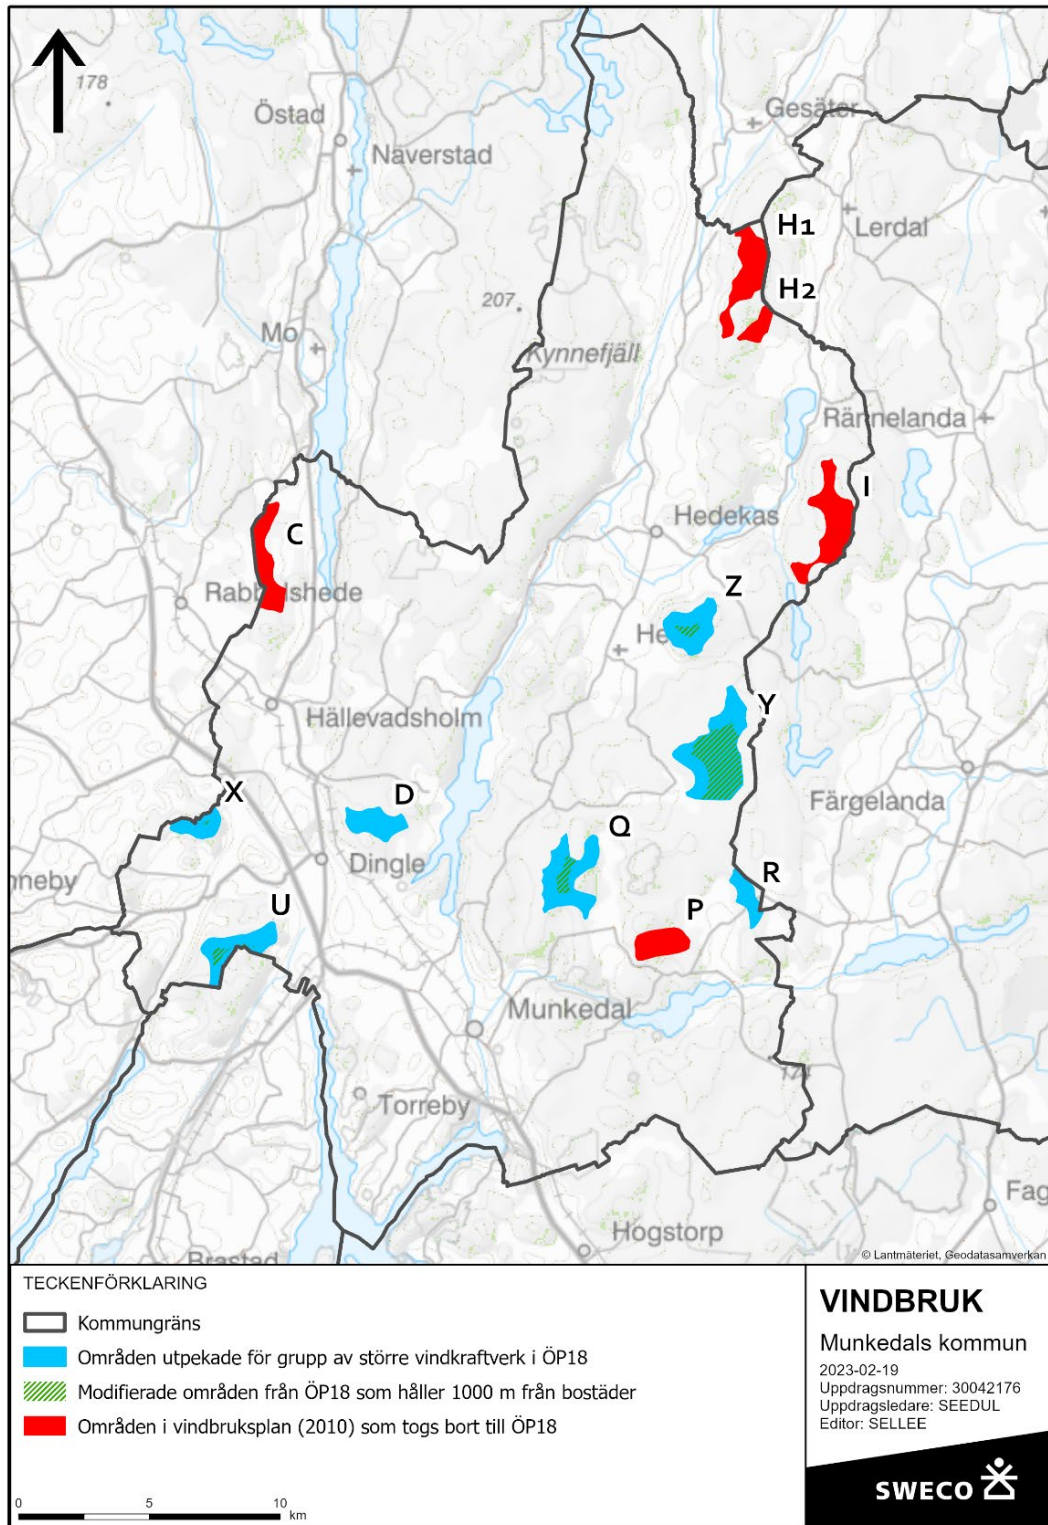 178
Östad
Näverstad
Gesäter
H1
Lerdal
H2
207
Mo
Kynnefjäll
Rännelanda
I
Hedekas
C
Rabbalshede
Z
He
Y
Hällevadsholm
X
D
Färgelanda
Q
Dingle
nneby
R
U
P
Munkedal
174
Torreby
Fag
Hogstorp
Brastad
© Lantmäteriet, Geodatasamverkan
TECKENFÖRKLARING
Kommungräns
Områden utpekade för grupp av större vindkraftverk i ÖP18
Modifierade områden från ÖP18 som håller 1000 m från bostäder
Områden i vindbruksplan (2010) som togs bort till ÖP18
0 5 10
km
VINDBRUK
Munkedals kommun
2023-02-19
Uppdragsnummer: 30042176
Uppdragsledare: SEEDUL
Editor: SELLEE
SWECO